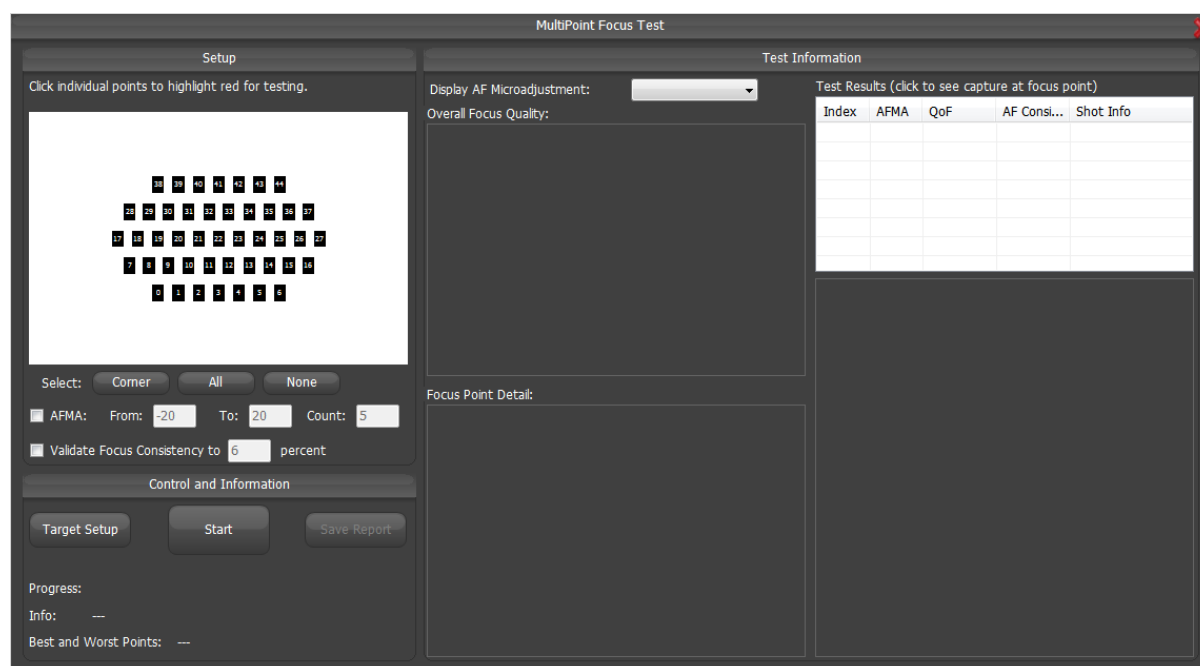 MultiPoint Focus Test
Setup
Click individual points to highlight red for testing.
38 39 40 41 42 43 44
28 29 30 31 32 33 34 35 36 37
17 18 19 20 21 22 23 24 25 26 27
7 8 9 10 11 12 13 14 15 16
0 1 2 3 4 5 6
Select: Corner All None
AFMA: From: -20 To: 20 Count: 5
Validate Focus Consistency to 6 percent
Control and Information
Target Setup Start Save Report
Progress:
Info: ---
Best and Worst Points: ---
Test Information
Display AF Microadjustment:
Overall Focus Quality:
Focus Point Detail:
Test Results (click to see capture at focus point)
Index AFMA QoF AF Consi... Shot Info